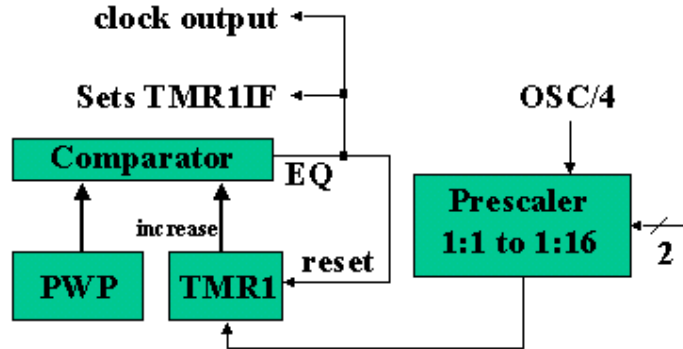 clock output
Sets TMR1IF
OSC/4
Comparator
EQ
Prescaler
1:1 to 1:16
increase
2
reset
PWP
TMR1